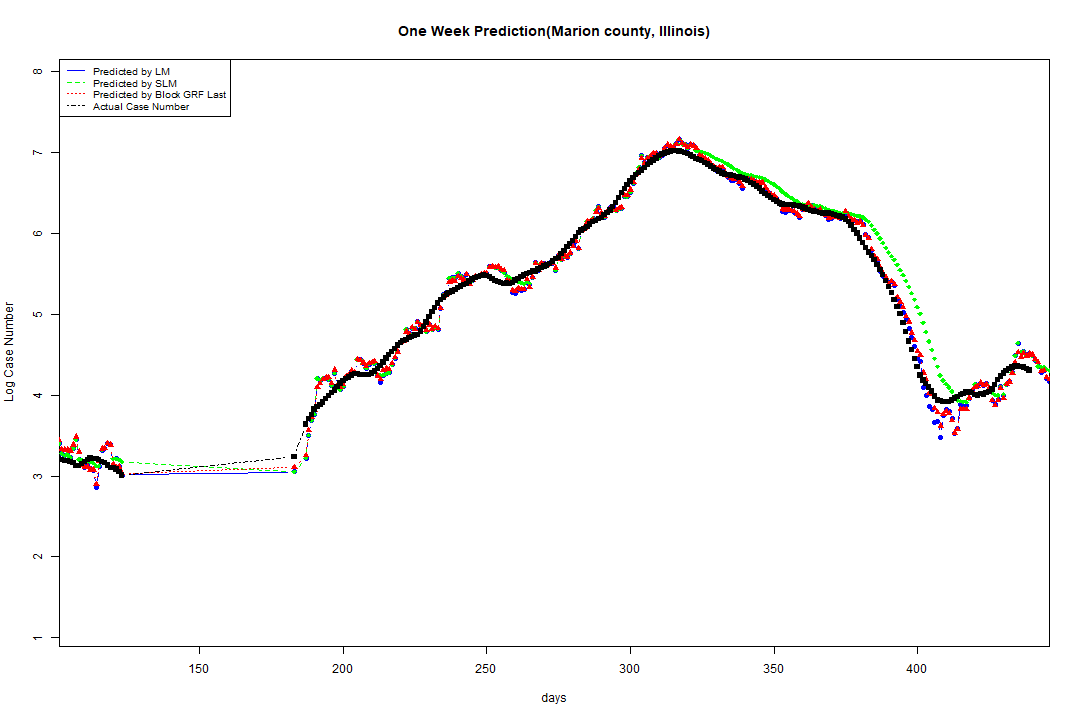 One Week Prediction(Marion county, Illinois)
Predicted by LM
Predicted by SLM
Predicted by Block GRF Last
Actual Case Number
8
7
6
5
4
3
2
1
Log Case Number
150 200 250 300 350 400
days